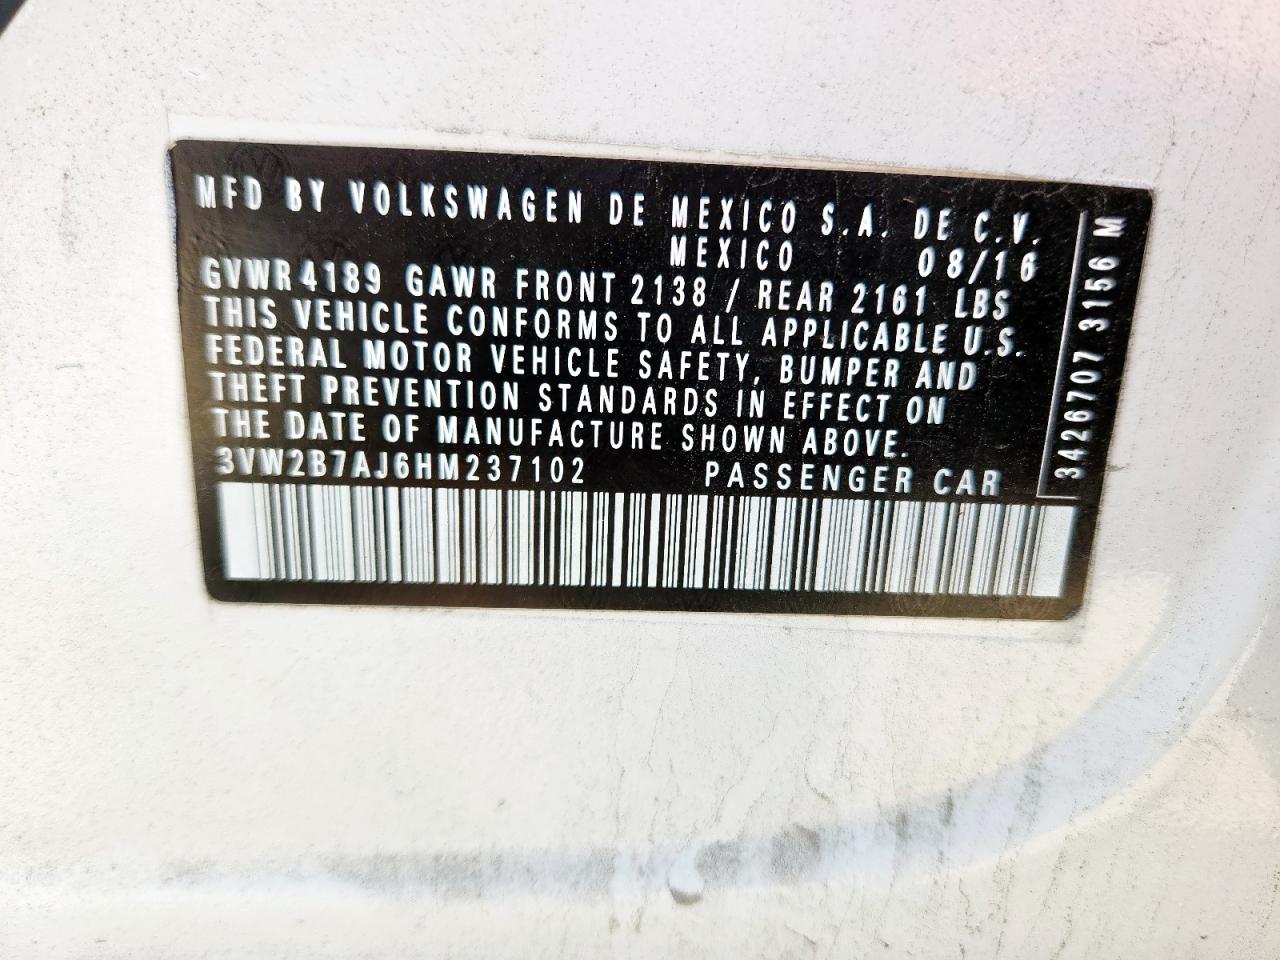 MFD BY VOLKSWAGEN DE MEXICO S.A. DE C.V.
MEXICO 08/16
GVWR 4189 GAWR FRONT 2138 / REAR 2161 LBS
THIS VEHICLE CONFORMS TO ALL APPLICABLE U.S.
FEDERAL MOTOR VEHICLE SAFETY, BUMPER AND
THEFT PREVENTION STANDARDS IN EFFECT ON
THE DATE OF MANUFACTURE SHOWN ABOVE.
3VW2B7AJ6HM237102 PASSENGER CAR
3426707 3156 M